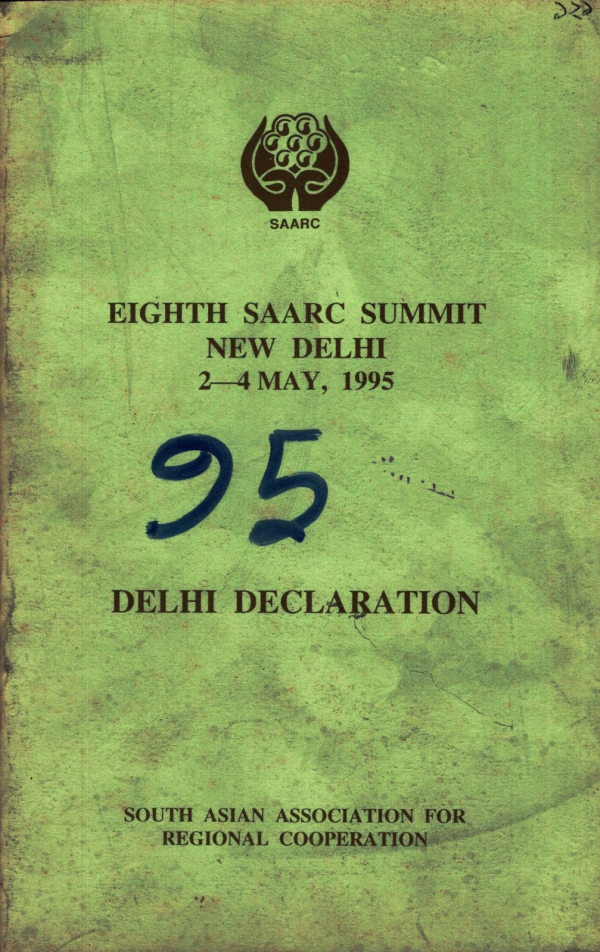 SAARC
EIGHTH SAARC SUMMIT
NEW DELHI
2—4 MAY, 1995
95
DELHI DECLARATION
SOUTH ASIAN ASSOCIATION FOR
REGIONAL COOPERATION